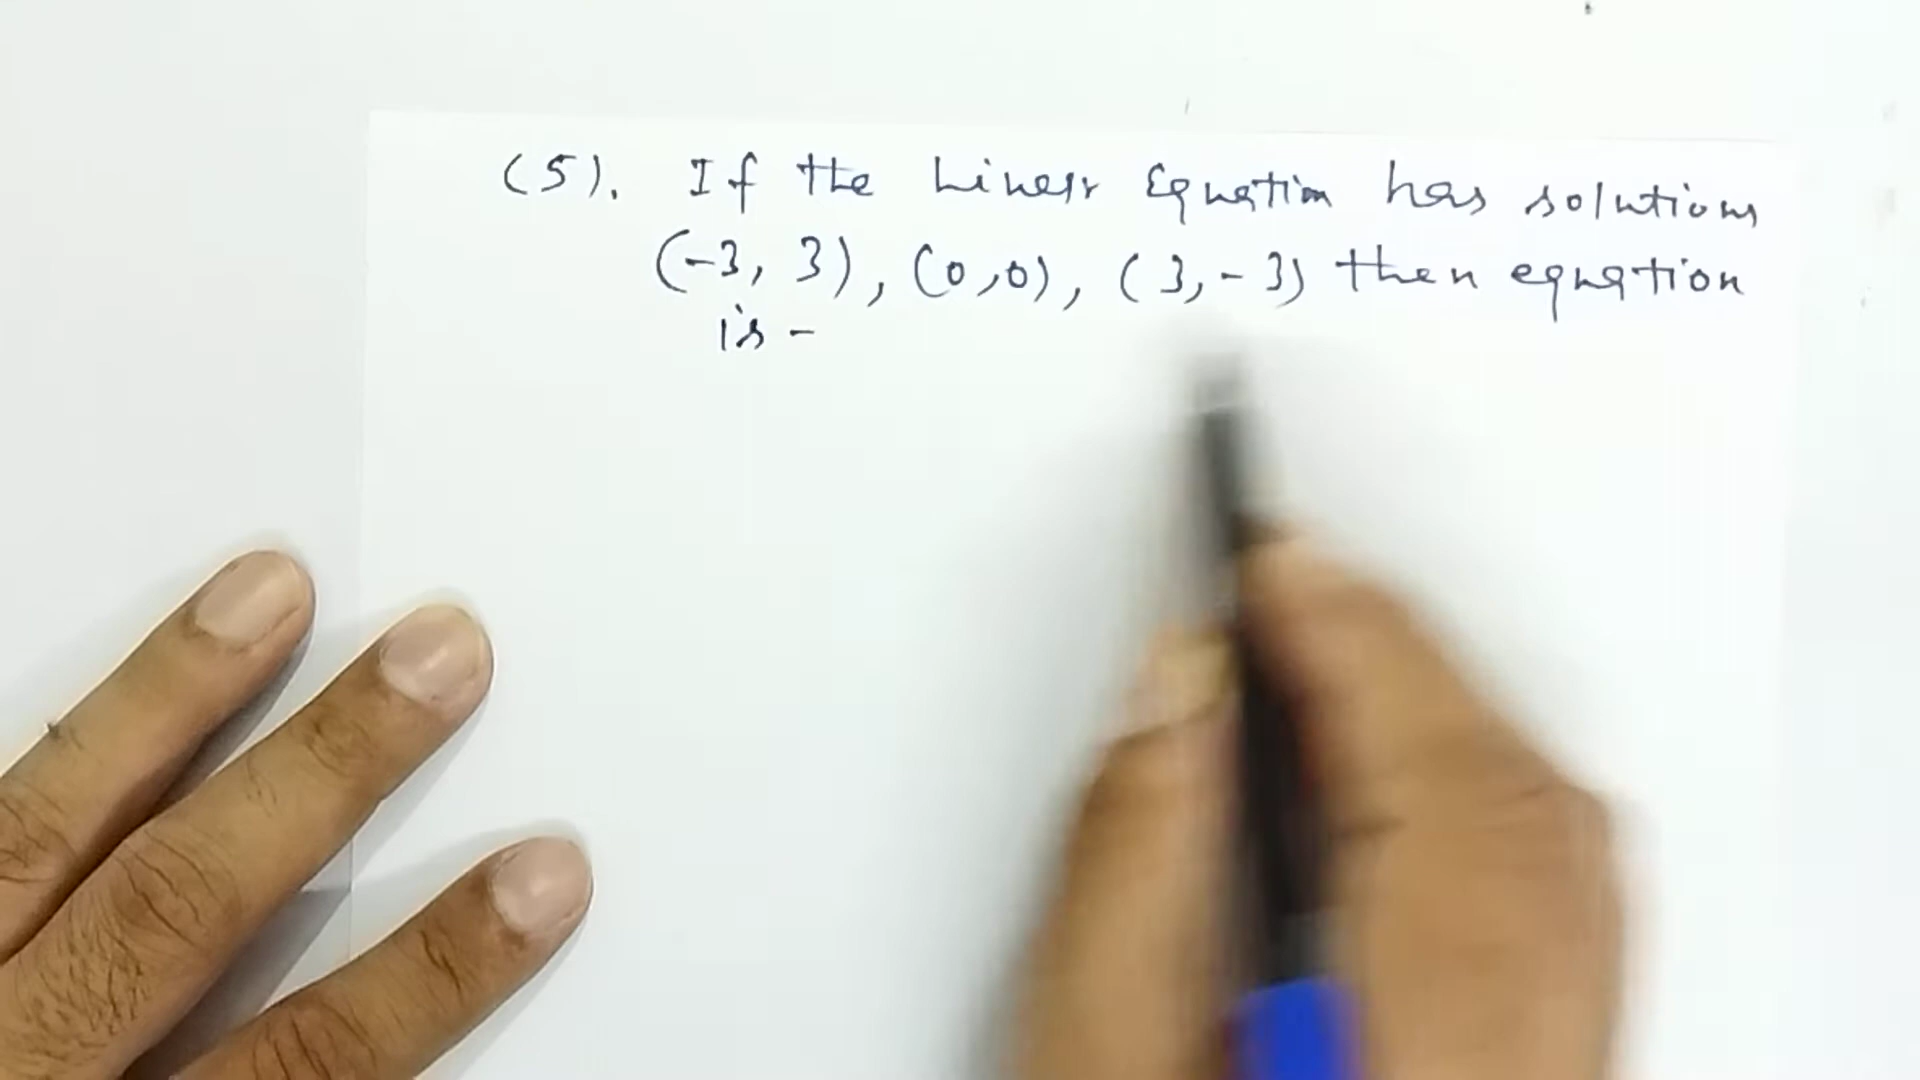 (5). If the Linear Equation has solutions
(-3, 3), (0,0), (3,-3) then equation
is -